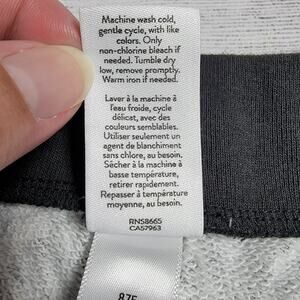 Machine wash cold,
gentle cycle, with like
colors. Only
non-chlorine bleach if
needed. Tumble dry
low, remove promptly.
Warm iron if needed.
Laver à la machine à
l'eau froide, cycle
délicat, avec des
couleurs semblables.
Utiliser seulement un
agent de blanchiment
sans chlore, au besoin.
Sécher à la machine à
basse température,
retirer rapidement.
Repasser à température
moyenne, au besoin.
RN58665
CA57963